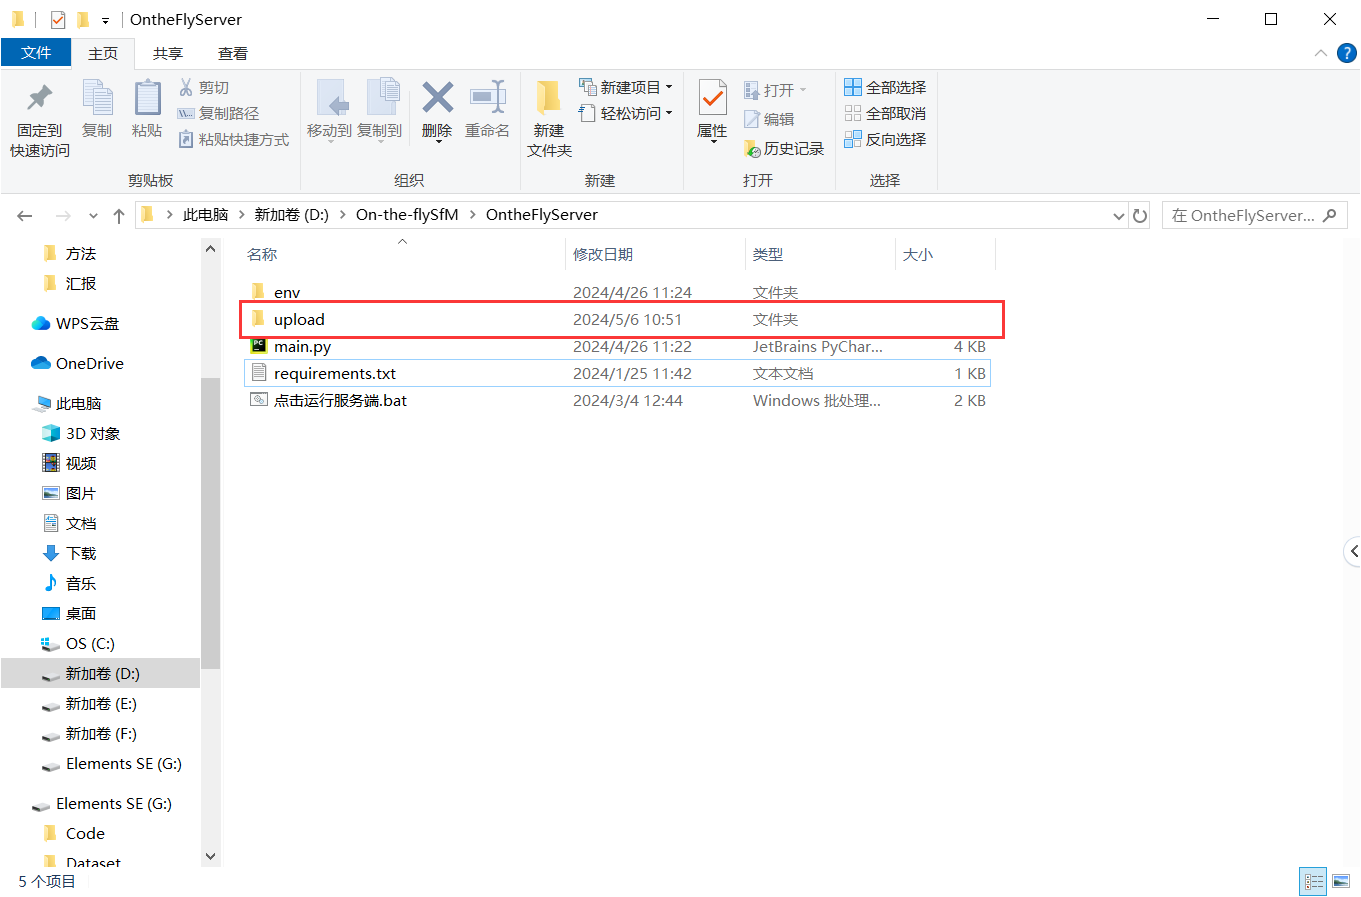 OntheFlyServer
文件 主页 共享 查看
固定到 快速访问
复制
粘贴
剪切
复制路径
粘贴快捷方式
剪贴板
移动到
复制到
删除
重命名
组织
新建 文件夹
新建项目
轻松访问
新建
属性
打开
编辑
历史记录
打开
全部选择
全部取消
反向选择
选择
此电脑 新加卷 (D:) On-the-flySfM OntheFlyServer
在 OntheFlyServer...
方法
汇报
WPS云盘
OneDrive
此电脑
3D 对象
视频
图片
文档
下载
音乐
桌面
OS (C:)
新加卷 (D:)
新加卷 (E:)
新加卷 (F:)
Elements SE (G:)
Elements SE (G:)
Code
Dataset
名称 修改日期 类型 大小
env 2024/4/26 11:24 文件夹
upload 2024/5/6 10:51 文件夹
main.py 2024/4/26 11:22 JetBrains PyChar... 4 KB
requirements.txt 2024/1/25 11:42 文本文档 1 KB
点击运行服务端.bat 2024/3/4 12:44 Windows 批处理... 2 KB
5 个项目